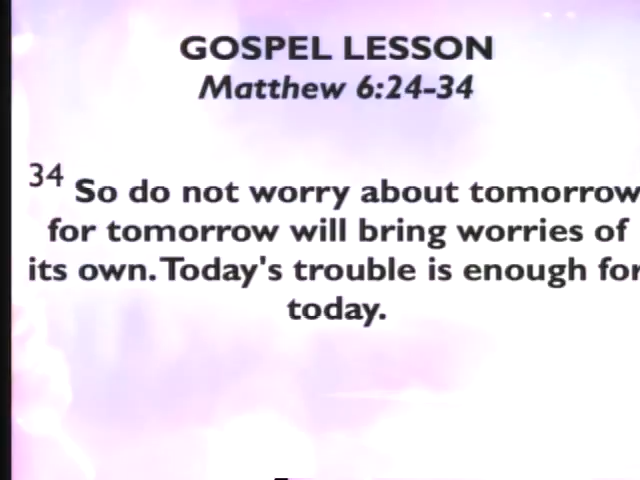 GOSPEL LESSON
Matthew 6:24-34
34 So do not worry about tomorrow
for tomorrow will bring worries of
its own. Today's trouble is enough for
today.